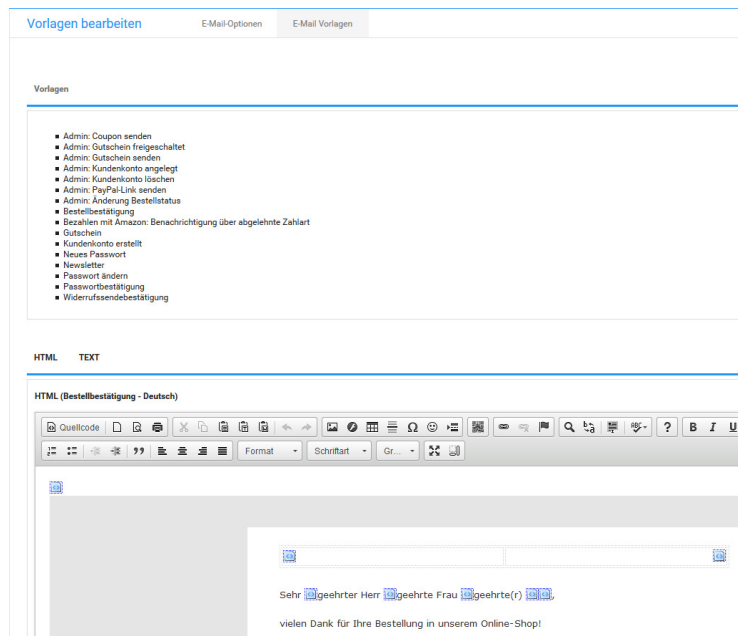 Vorlagen bearbeiten E-Mail-Optionen E-Mail Vorlagen
Vorlagen
Admin: Coupon senden
Admin: Gutschein freigeschaltet
Admin: Gutschein senden
Admin: Kundenkonto angelegt
Admin: Kundenkonto löschen
Admin: PayPal-Link senden
Admin: Änderung Bestellstatus
Bestellbestätigung
Bezahlen mit Amazon: Benachrichtigung über abgelehnte Zahlart
Gutschein
Kundenkonto erstellt
Neues Passwort
Newsletter
Passwort ändern
Passwortbestätigung
Widerrufssendebestätigung
HTML TEXT
HTML (Bestellbestätigung - Deutsch)
Quellcode Ω ABC ? B I U
Format Schriftart Gr...
Sehr geehrter Herr geehrte Frau geehrte(r) ,
vielen Dank für Ihre Bestellung in unserem Online-Shop!